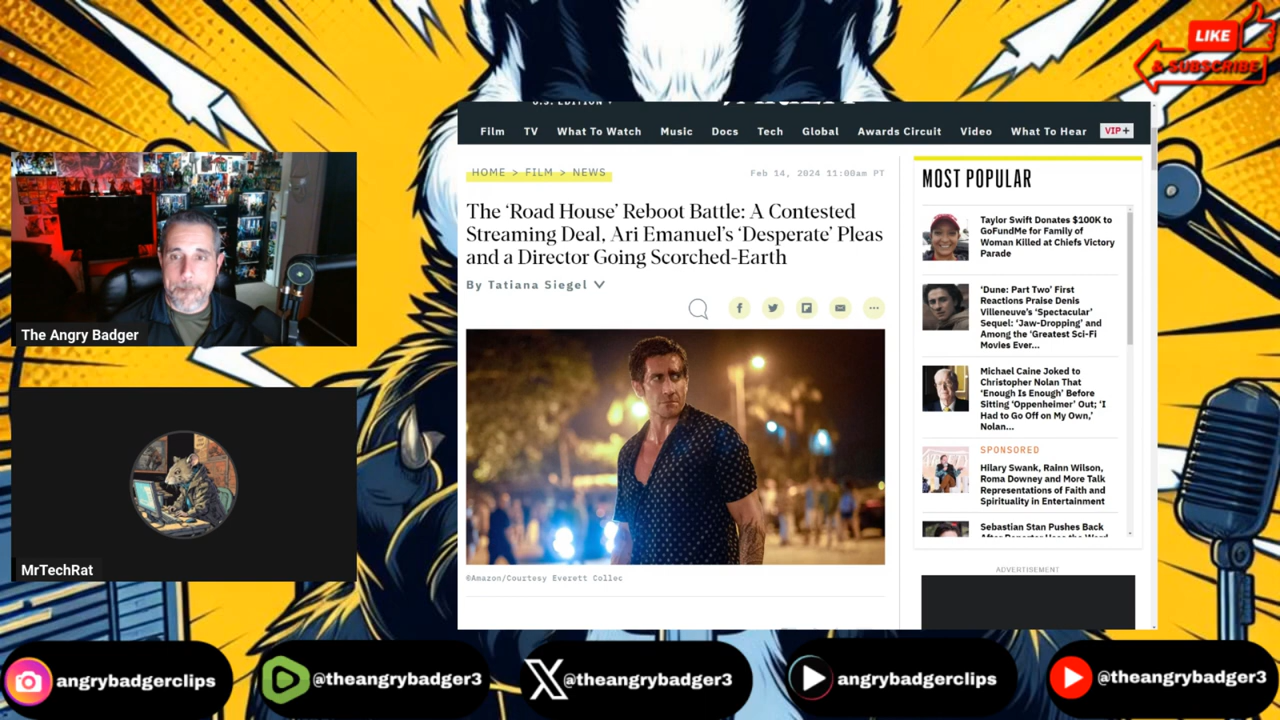 LIKE
& SUBSCRIBE
U.S. EDITION
Film TV What To Watch Music Docs Tech Global Awards Circuit Video What To Hear VIP+
HOME > FILM > NEWS
Feb 14, 2024 11:00am PT
The ‘Road House’ Reboot Battle: A Contested
Streaming Deal, Ari Emanuel’s ‘Desperate’ Pleas
and a Director Going Scorched-Earth
By Tatiana Siegel
©Amazon/Courtesy Everett Collec
MOST POPULAR
Taylor Swift Donates $100K to
GoFundMe for Family of
Woman Killed at Chiefs Victory
Parade
‘Dune: Part Two’ First
Reactions Praise Denis
Villeneuve’s ‘Spectacular’
Sequel: ‘Jaw-Dropping’ and
Among the ‘Greatest Sci-Fi
Movies Ever...
Michael Caine Joked to
Christopher Nolan That
‘Enough Is Enough’ Before
Sitting ‘Oppenheimer’ Out; ‘I
Had to Go Off on My Own,’
Nolan...
SPONSORED
Hilary Swank, Rainn Wilson,
Roma Downey and More Talk
Representations of Faith and
Spirituality in Entertainment
Sebastian Stan Pushes Back
ADVERTISEMENT
The Angry Badger
MrTechRat
angrybadgerclips
@theangrybadger3
@theangrybadger3
angrybadgerclips
@theangrybadger3